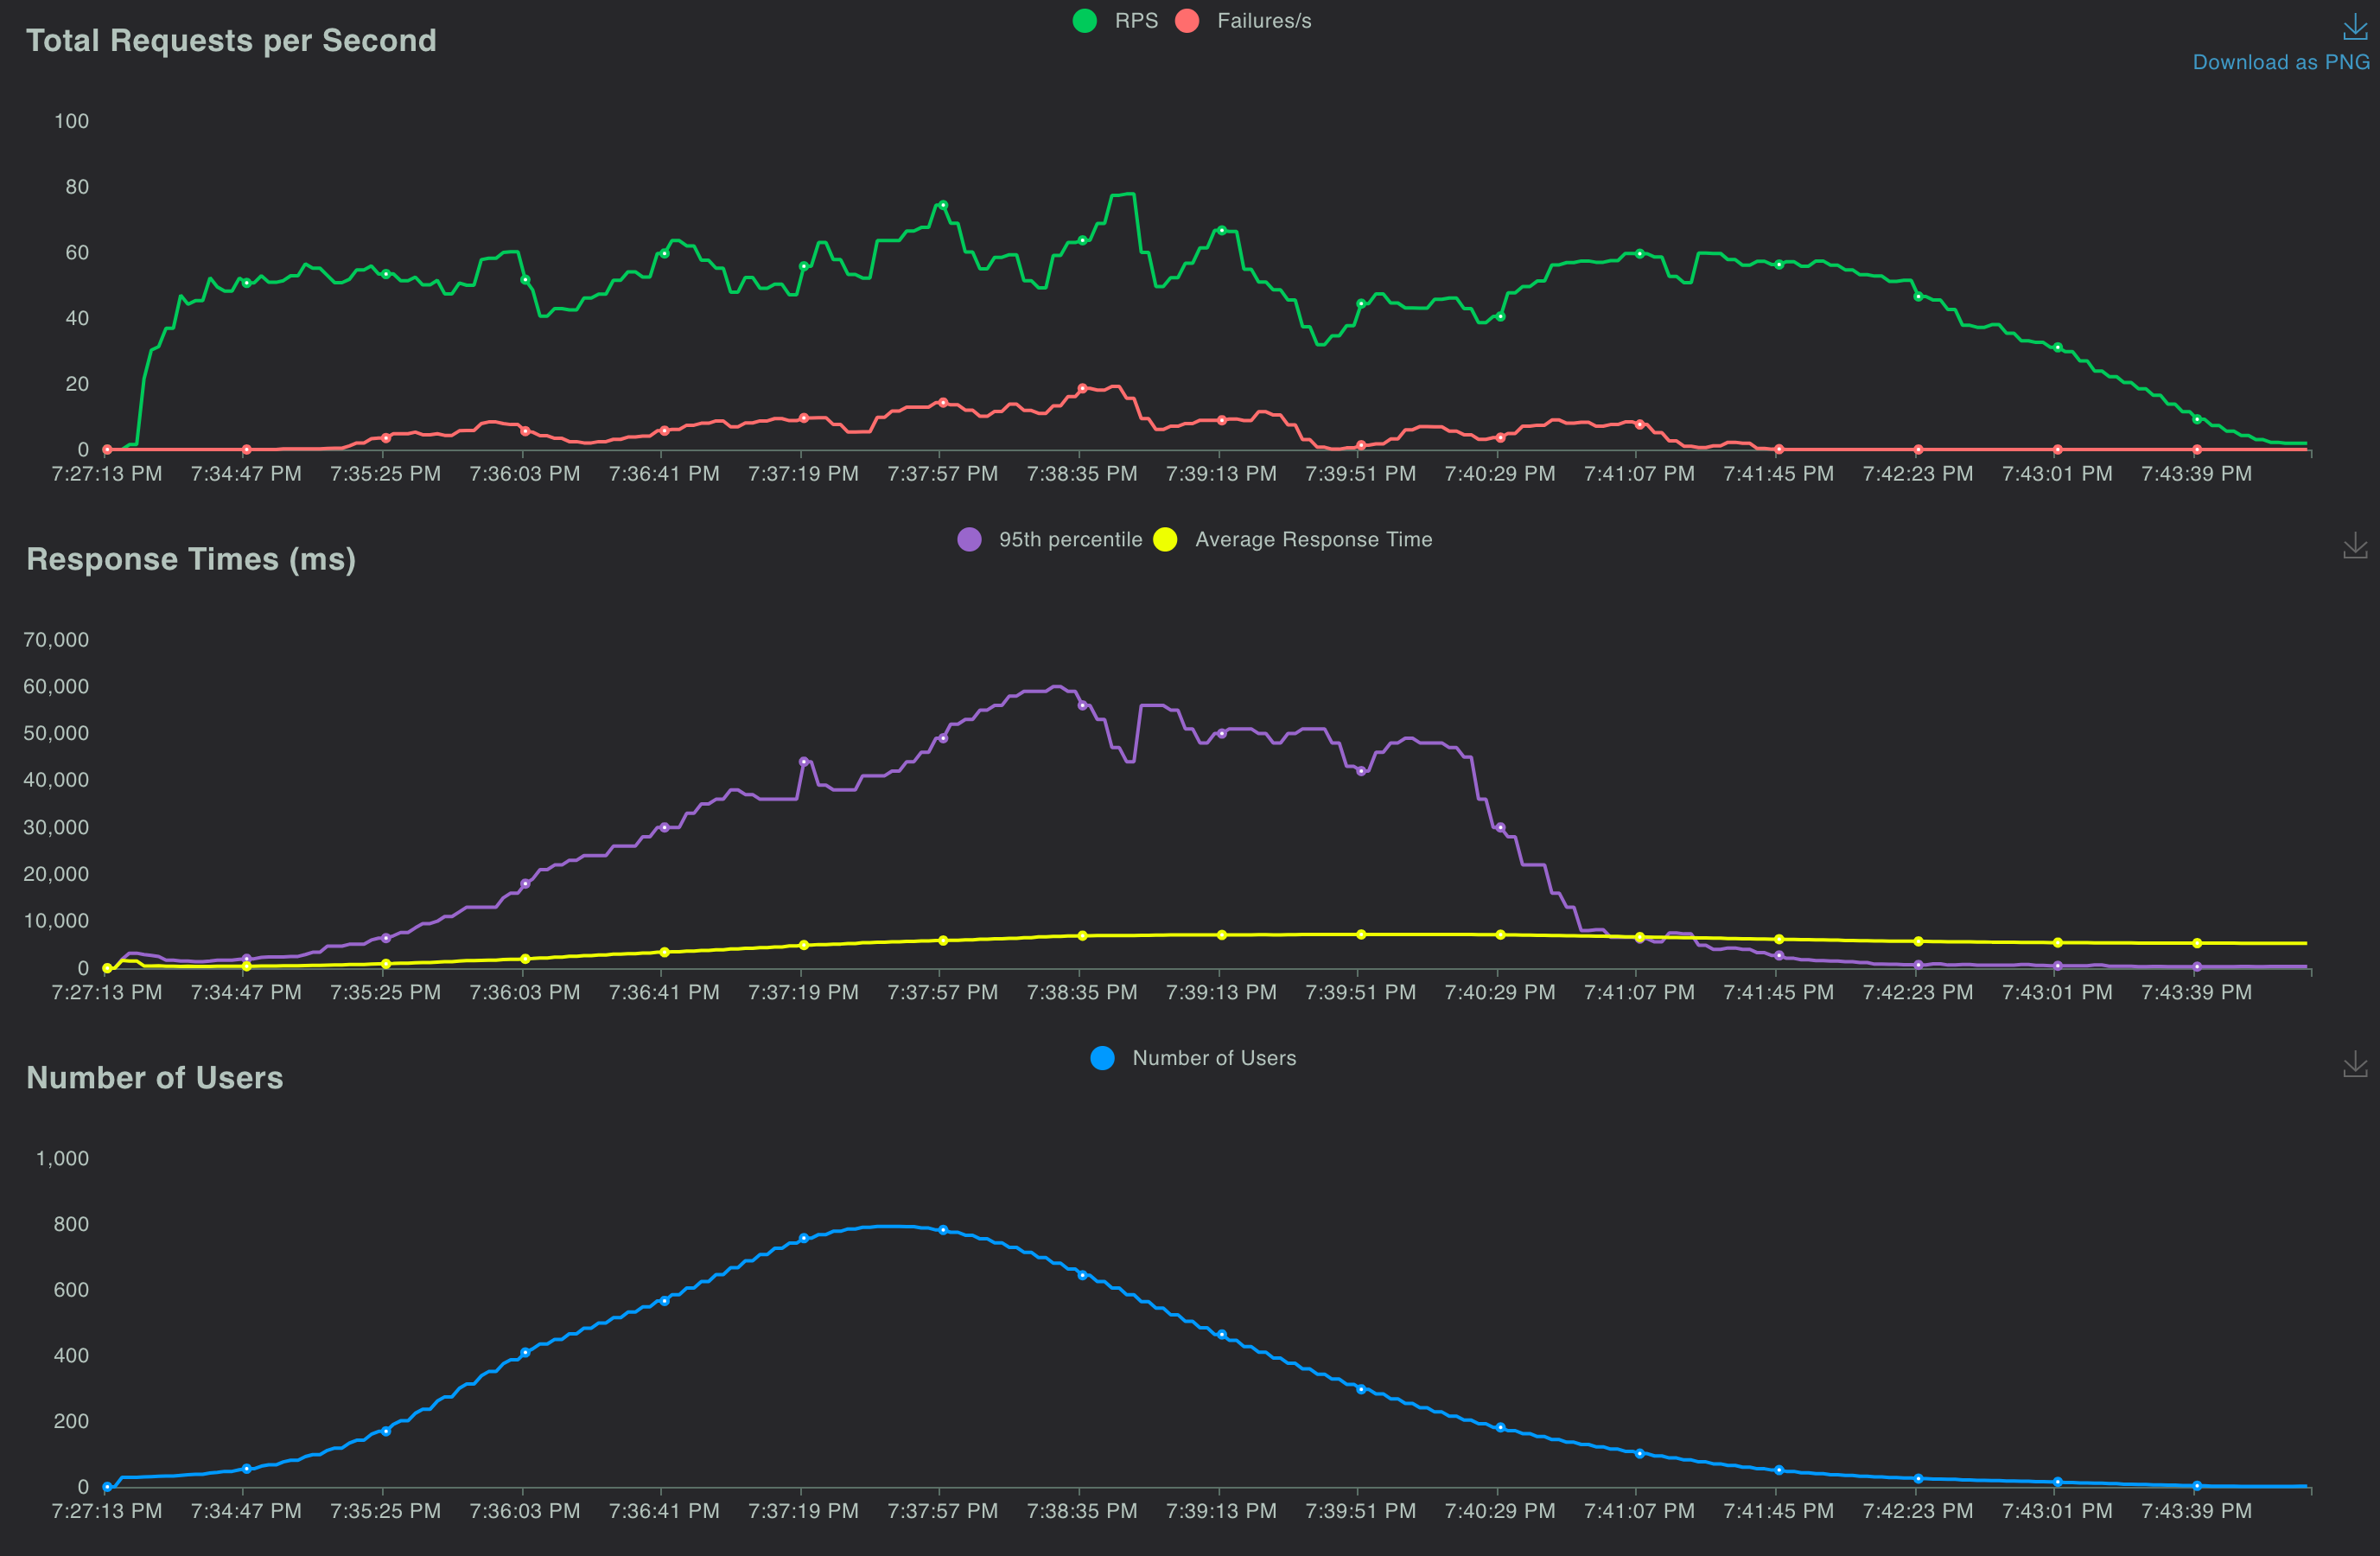 RPS Failures/s
Total Requests per Second
Download as PNG
100
80
60
40
20
0
7:27:13 PM 7:34:47 PM 7:35:25 PM 7:36:03 PM 7:36:41 PM 7:37:19 PM 7:37:57 PM 7:38:35 PM 7:39:13 PM 7:39:51 PM 7:40:29 PM 7:41:07 PM 7:41:45 PM 7:42:23 PM 7:43:01 PM 7:43:39 PM
95th percentile Average Response Time
Response Times (ms)
70,000
60,000
50,000
40,000
30,000
20,000
10,000
0
7:27:13 PM 7:34:47 PM 7:35:25 PM 7:36:03 PM 7:36:41 PM 7:37:19 PM 7:37:57 PM 7:38:35 PM 7:39:13 PM 7:39:51 PM 7:40:29 PM 7:41:07 PM 7:41:45 PM 7:42:23 PM 7:43:01 PM 7:43:39 PM
Number of Users
Number of Users
1,000
800
600
400
200
0
7:27:13 PM 7:34:47 PM 7:35:25 PM 7:36:03 PM 7:36:41 PM 7:37:19 PM 7:37:57 PM 7:38:35 PM 7:39:13 PM 7:39:51 PM 7:40:29 PM 7:41:07 PM 7:41:45 PM 7:42:23 PM 7:43:01 PM 7:43:39 PM